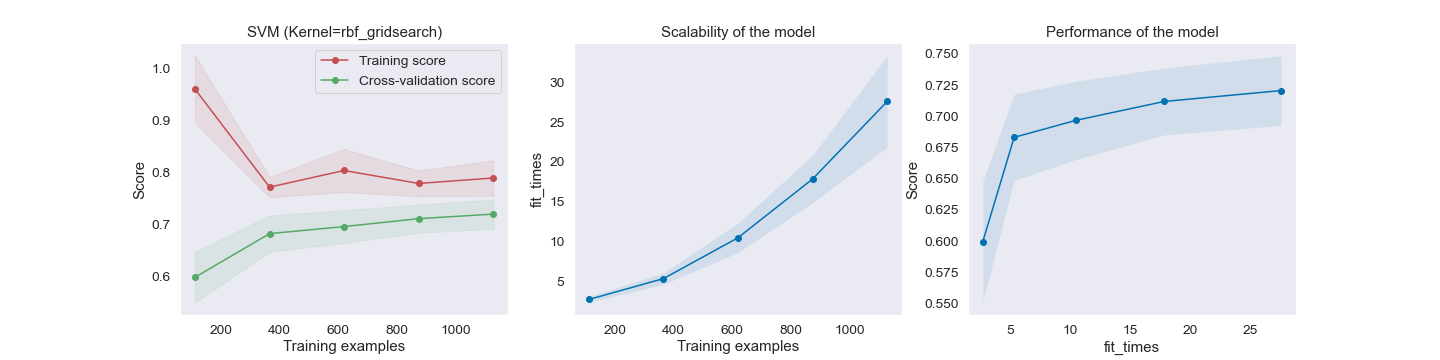 SVM (Kernel=rbf_gridsearch)
Training score
Cross-validation score
Score
1.0
0.9
0.8
0.7
0.6
200 400 600 800 1000
Training examples
Scalability of the model
fit_times
30
25
20
15
10
5
200 400 600 800 1000
Training examples
Performance of the model
Score
0.750
0.725
0.700
0.675
0.650
0.625
0.600
0.575
0.550
5 10 15 20 25
fit_times